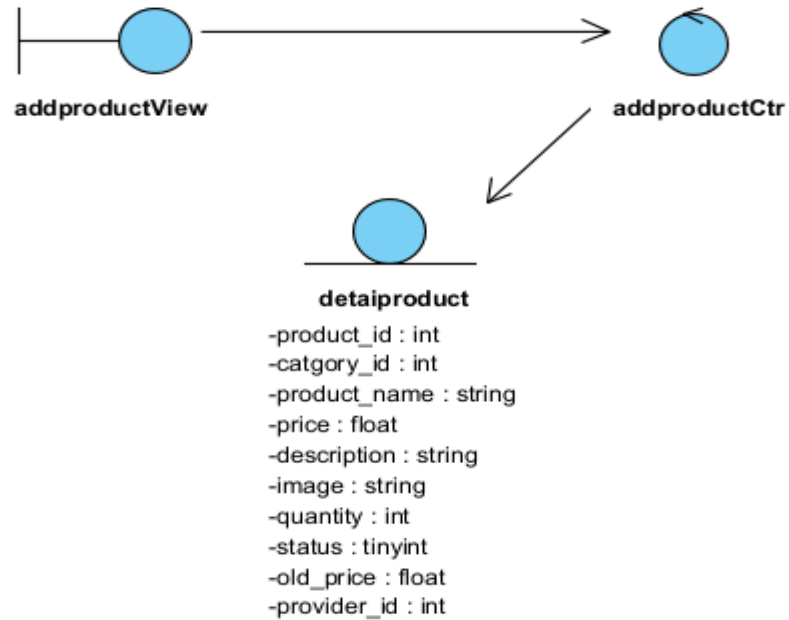 addproductView
addproductCtr
detaiproduct
-product_id : int
-catgory_id : int
-product_name : string
-price : float
-description : string
-image : string
-quantity : int
-status : tinyint
-old_price : float
-provider_id : int